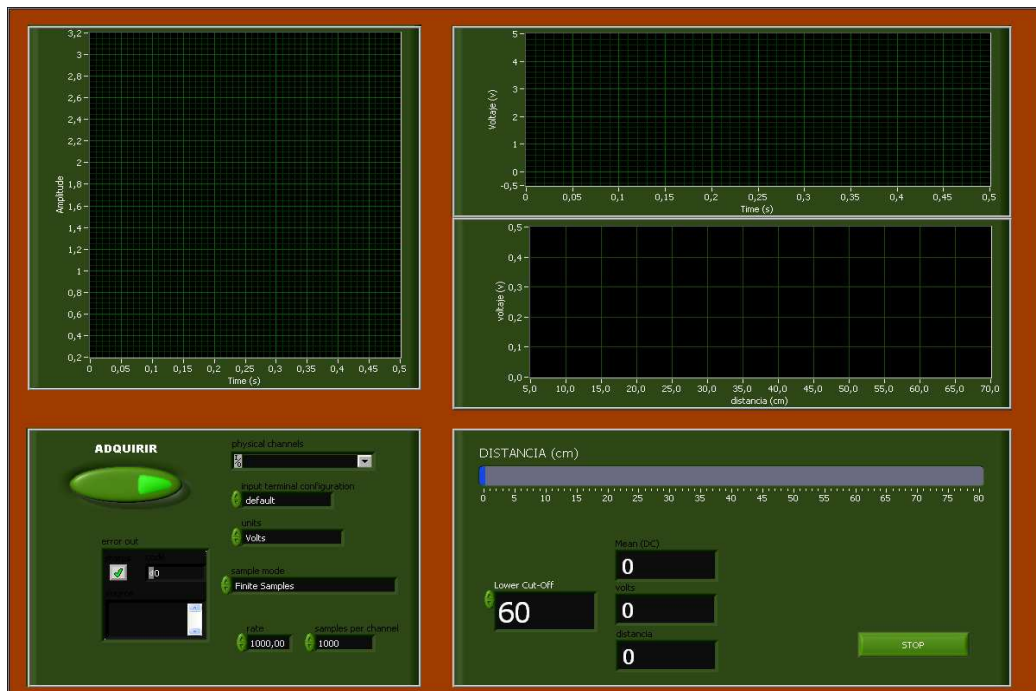 3,2
3
2,8
2,6
2,4
2,2
2
1,8
1,6
1,4
1,2
1
0,8
0,6
0,4
0,2
Amplitude
0 0,05 0,1 0,15 0,2 0,25 0,3 0,35 0,4 0,45 0,5
Time (s)
5
4
3
2
1
0
-0,5
Voltaje (v)
0 0,05 0,1 0,15 0,2 0,25 0,3 0,35 0,4 0,45 0,5
Time (s)
0,5
0,4
0,3
0,2
0,1
0,0
voltaje (v)
5,0 10,0 15,0 20,0 25,0 30,0 35,0 40,0 45,0 50,0 55,0 60,0 65,0 70,0
distancia (cm)
ADQUIRIR
physical channels
input terminal configuration
default
units
Volts
error out
status code
0
source
sample mode
Finite Samples
rate
1000,00
samples per channel
1000
DISTANCIA (cm)
0 5 10 15 20 25 30 35 40 45 50 55 60 65 70 75 80
Lower Cut-Off
60
Mean (DC)
0
volts
0
distancia
0
STOP